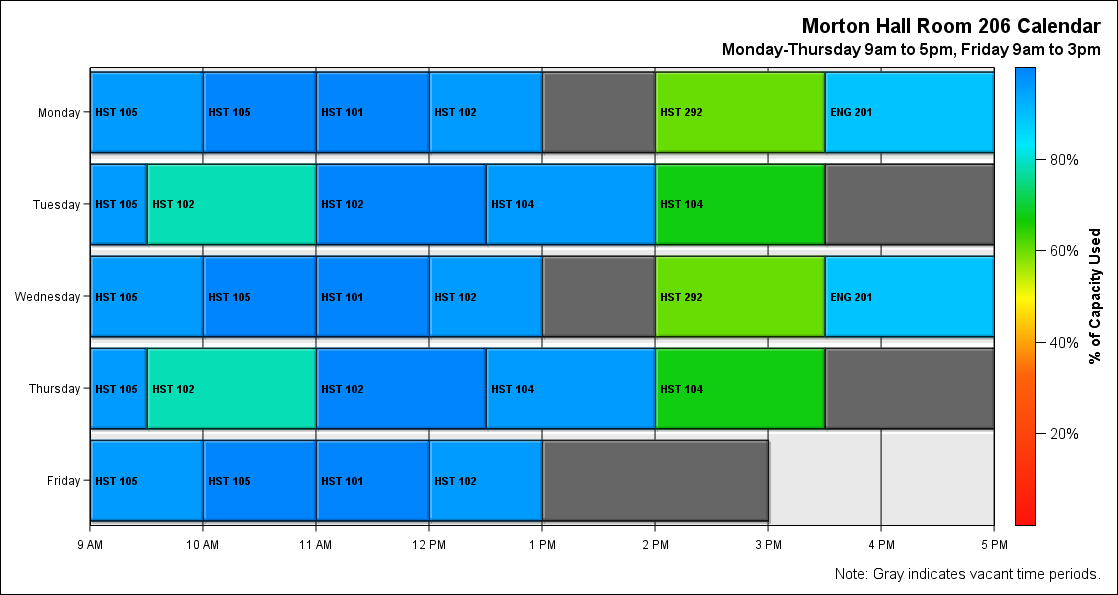 Morton Hall Room 206 Calendar
Monday-Thursday 9am to 5pm, Friday 9am to 3pm
Monday HST 105 HST 105 HST 101 HST 102 HST 292 ENG 201
Tuesday HST 105 HST 102 HST 102 HST 104 HST 104
Wednesday HST 105 HST 105 HST 101 HST 102 HST 292 ENG 201
Thursday HST 105 HST 102 HST 102 HST 104 HST 104
Friday HST 105 HST 105 HST 101 HST 102
9 AM 10 AM 11 AM 12 PM 1 PM 2 PM 3 PM 4 PM 5 PM
80%
60%
40%
20%
% of Capacity Used
Note: Gray indicates vacant time periods.